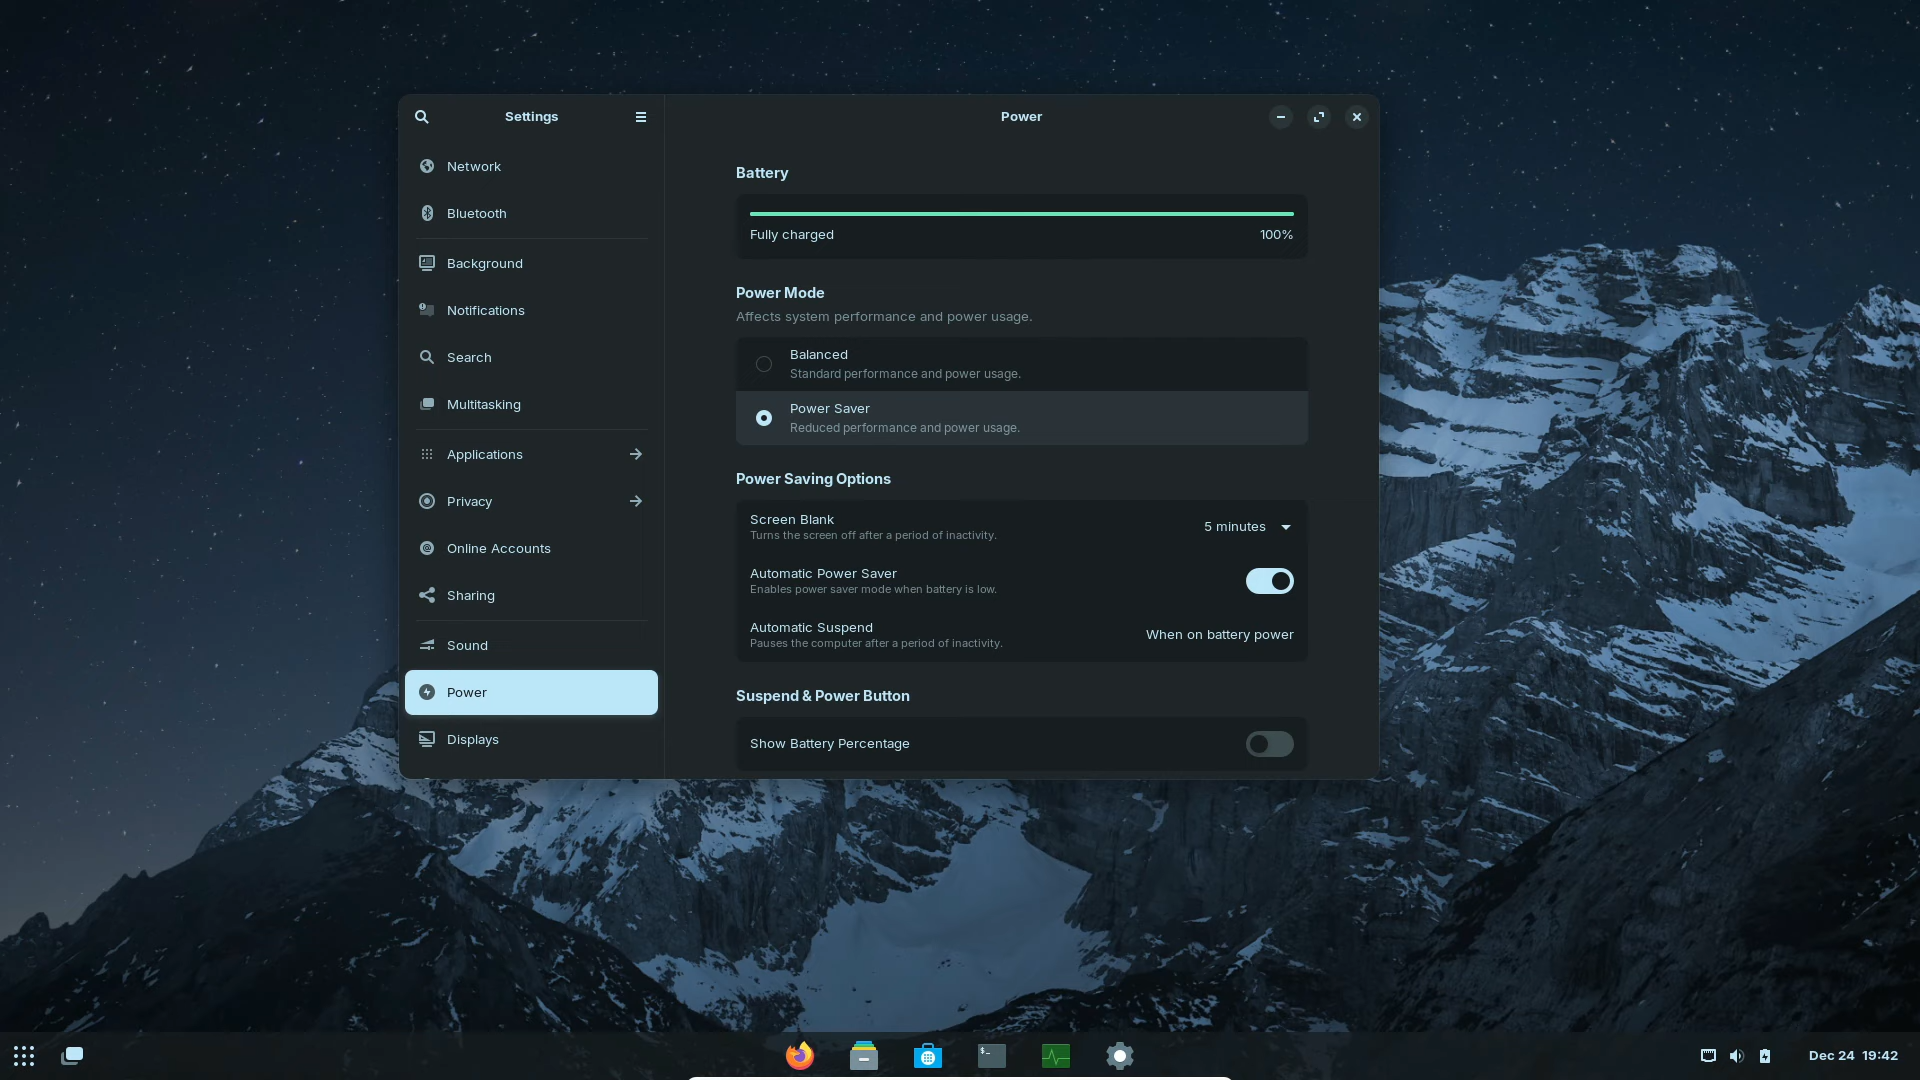 Settings
Power
Network
Bluetooth
Background
Notifications
Search
Multitasking
Applications
Privacy
Online Accounts
Sharing
Sound
Power
Displays
Battery
Fully charged
100%
Power Mode
Affects system performance and power usage.
Balanced
Standard performance and power usage.
Power Saver
Reduced performance and power usage.
Power Saving Options
Screen Blank
Turns the screen off after a period of inactivity.
5 minutes
Automatic Power Saver
Enables power saver mode when battery is low.
Automatic Suspend
Pauses the computer after a period of inactivity.
When on battery power
Suspend & Power Button
Show Battery Percentage
$_
Dec 24 19:42